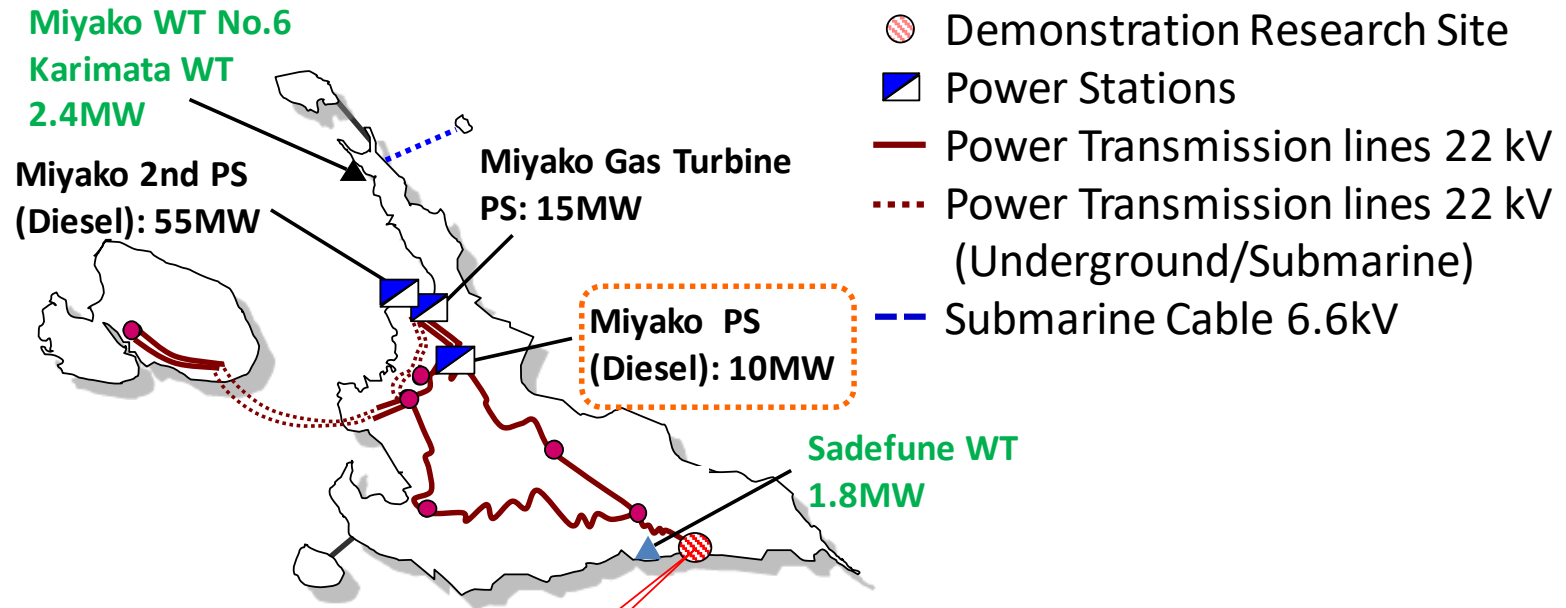 Miyako WT No.6
Karimata WT
2.4MW
Miyako 2nd PS
(Diesel): 55MW
Miyako Gas Turbine
PS: 15MW
Miyako PS
(Diesel): 10MW
Sadefune WT
1.8MW
Demonstration Research Site
Power Stations
Power Transmission lines 22 kV
Power Transmission lines 22 kV
(Underground/Submarine)
Submarine Cable 6.6kV